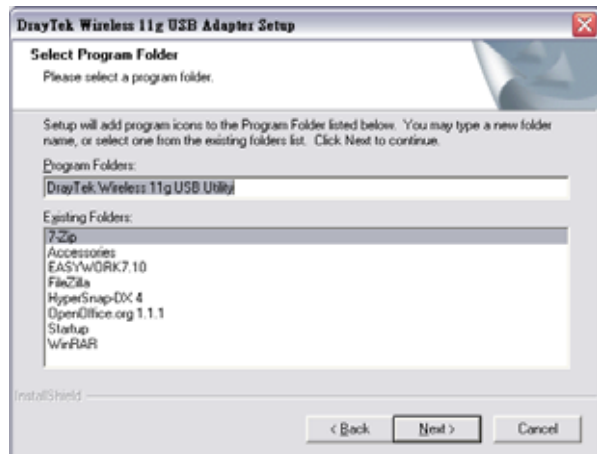 DrayTek Wireless 11g USB Adapter Setup
Select Program Folder
Please select a program folder.
Setup will add program icons to the Program Folder listed below. You may type a new folder
name, or select one from the existing folders list. Click Next to continue.
Program Folders:
DrayTek Wireless 11g USB Utility
Existing Folders:
7-Zip
Accessories
EASYWORK7.10
FileZilla
HyperSnap-DX 4
OpenOffice.org 1.1.1
Startup
WinRAR
InstallShield
< Back
Next >
Cancel